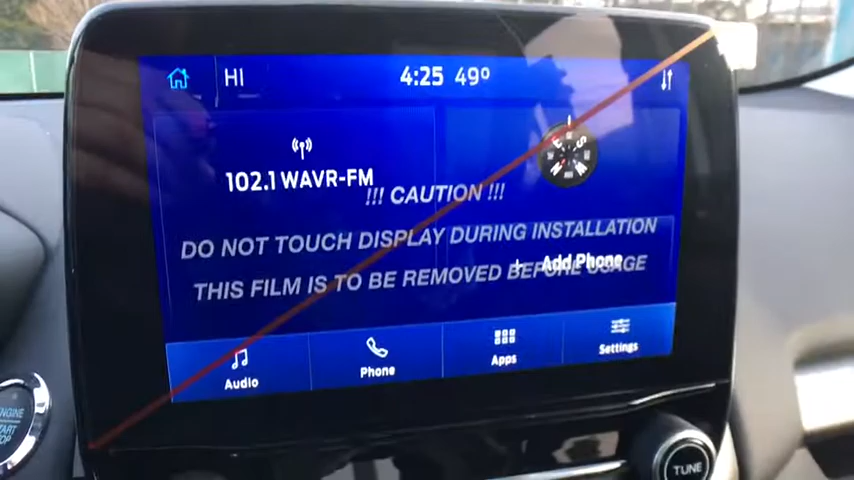 HI
4:25 49°
102.1 WAVR-FM
!!! CAUTION !!!
DO NOT TOUCH DISPLAY DURING INSTALLATION
THIS FILM IS TO BE REMOVED BEFORE USAGE
+ Add Phone
Audio
Phone
Apps
Settings
ENGINE
START
STOP
TUNE